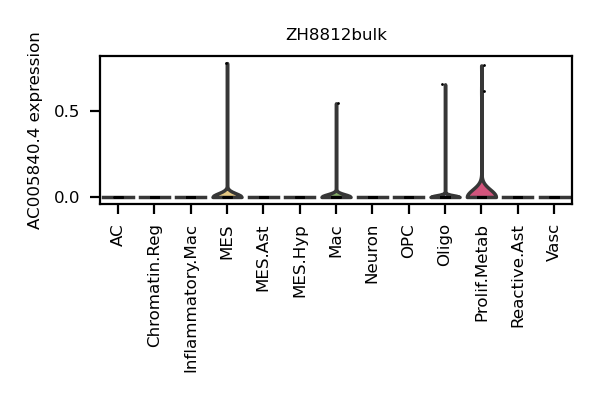 ZH8812bulk
AC005840.4 expression
0.5
0.0
AC
Chromatin.Reg
Inflammatory.Mac
MES
MES.Ast
MES.Hyp
Mac
Neuron
OPC
Oligo
Prolif.Metab
Reactive.Ast
Vasc